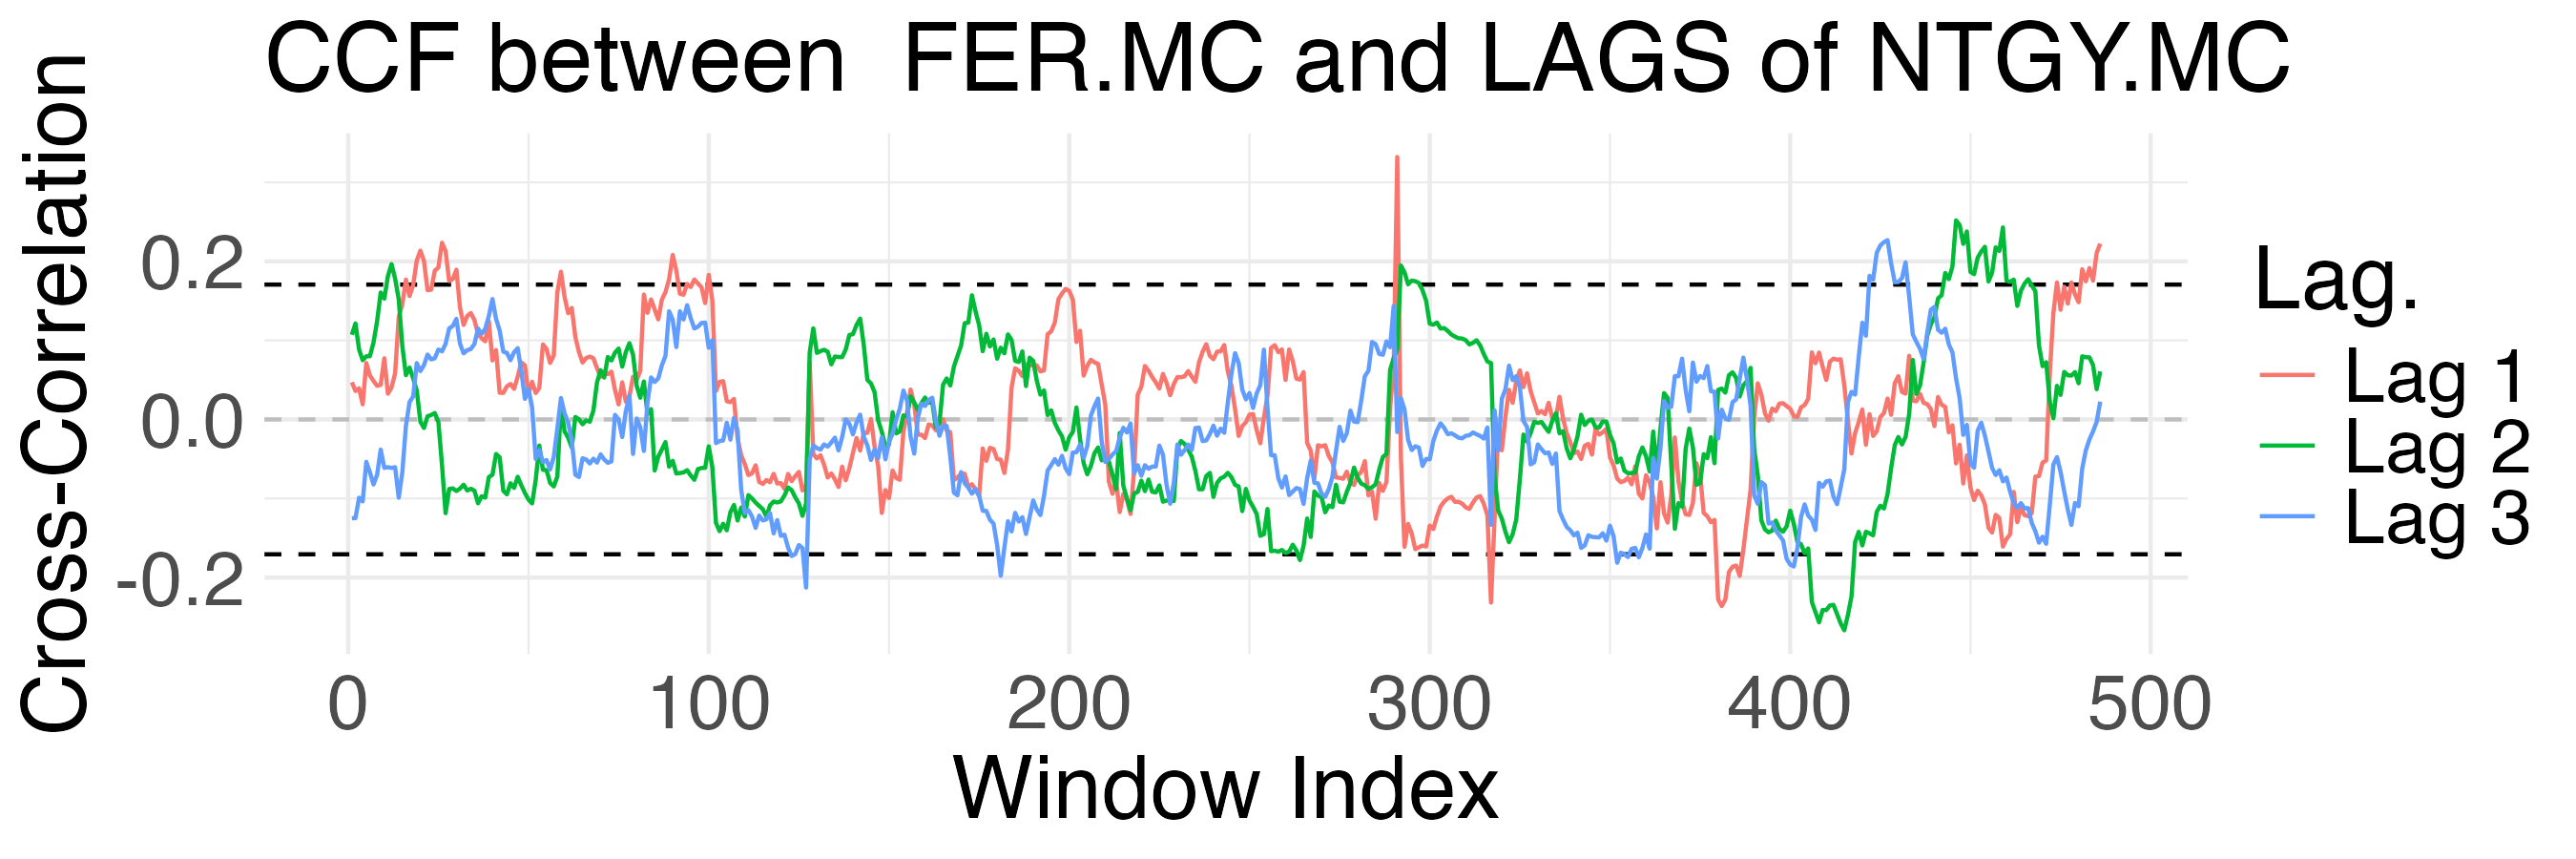 CCF between  FER.MC and LAGS of NTGY.MC
Cross-Correlation
0.2
0.0
-0.2
0 100 200 300 400 500
Window Index
Lag.
Lag 1
Lag 2
Lag 3